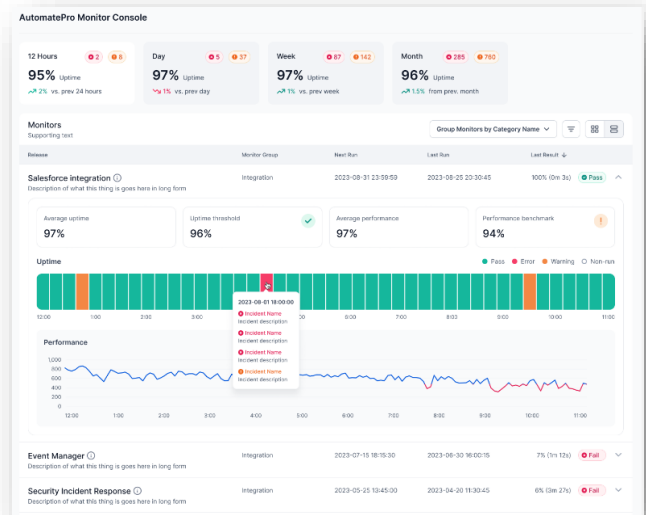 AutomatePro Monitor Console
12 Hours 2 8
95% Uptime
2% vs. prev 24 hours
Day 5 37
97% Uptime
1% vs. prev day
Week 87 142
97% Uptime
1% vs. prev week
Month 285 760
96% Uptime
1.5% from prev. month
Monitors
Supporting text
Group Monitors by Category Name
Release Monitor Group Next Run Last Run Last Result
Salesforce integration Integration 2023-08-31 23:59:59 2023-08-25 20:30:45 100% (0m 3s) Pass
Description of what this thing is goes here in long form
Average uptime
97%
Uptime threshold
96%
Average performance
97%
Performance benchmark
94%
Uptime Pass Error Warning Non-run
12:00 1:00 2:00 3:00 6:00 7:00 8:00 9:00 10:00 11:00
2023-08-01 18:00:00
Incident Name
Incident description
Incident Name
Incident description
Incident Name
Incident description
Incident Name
Incident description
Performance
1,000
800
600
400
200
0
12:00 1:00 2:00 3:00 4:00 5:00 6:00 7:00 8:00 9:00 10:00 11:00
Event Manager Integration 2023-07-15 18:15:30 2023-06-30 16:00:15 7% (1m 12s) Fail
Description of what this thing is goes here in long form
Security Incident Response Integration 2023-05-25 13:45:00 2023-04-20 11:30:45 6% (3m 27s) Fail
Description of what this thing is goes here in long form